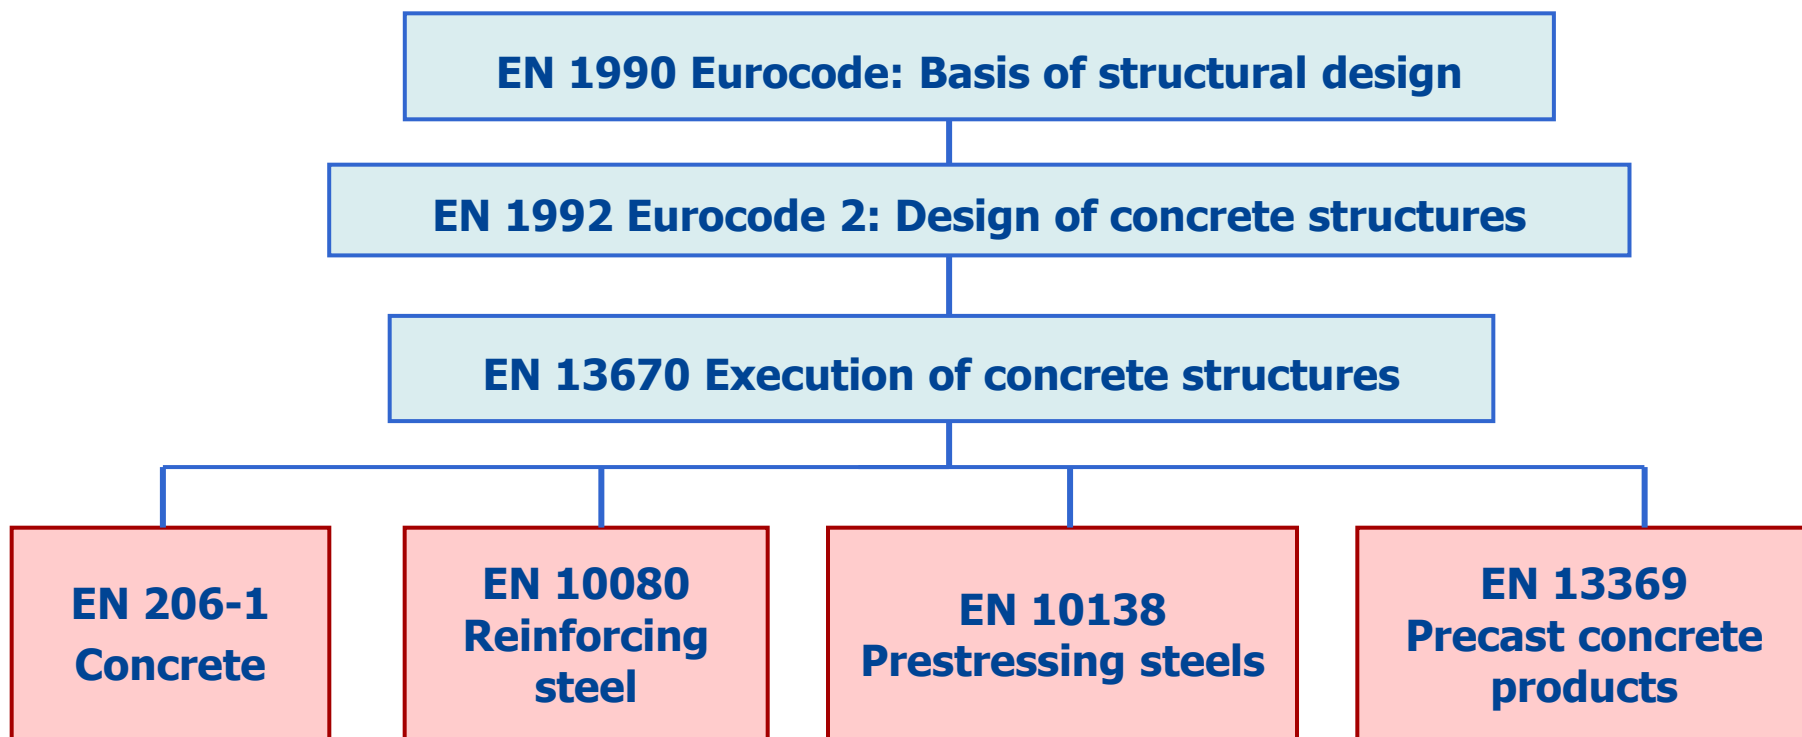 EN 1990 Eurocode: Basis of structural design
EN 1992 Eurocode 2: Design of concrete structures
EN 13670 Execution of concrete structures
EN 206-1
Concrete
EN 10080
Reinforcing
steel
EN 10138
Prestressing steels
EN 13369
Precast concrete
products